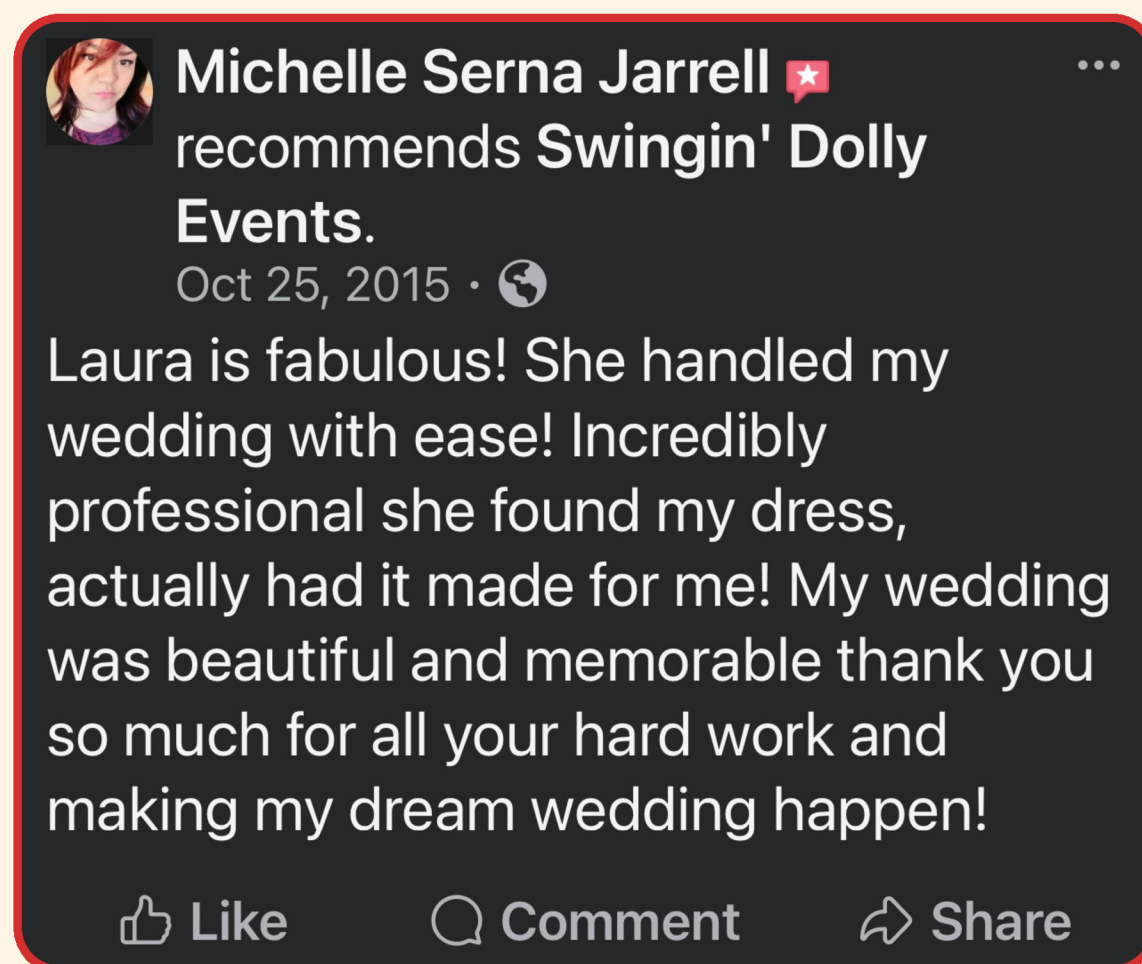 Michelle Serna Jarrell
recommends Swingin' Dolly
Events.
Oct 25, 2015 ·
Laura is fabulous! She handled my
wedding with ease! Incredibly
professional she found my dress,
actually had it made for me! My wedding
was beautiful and memorable thank you
so much for all your hard work and
making my dream wedding happen!
Like Comment Share